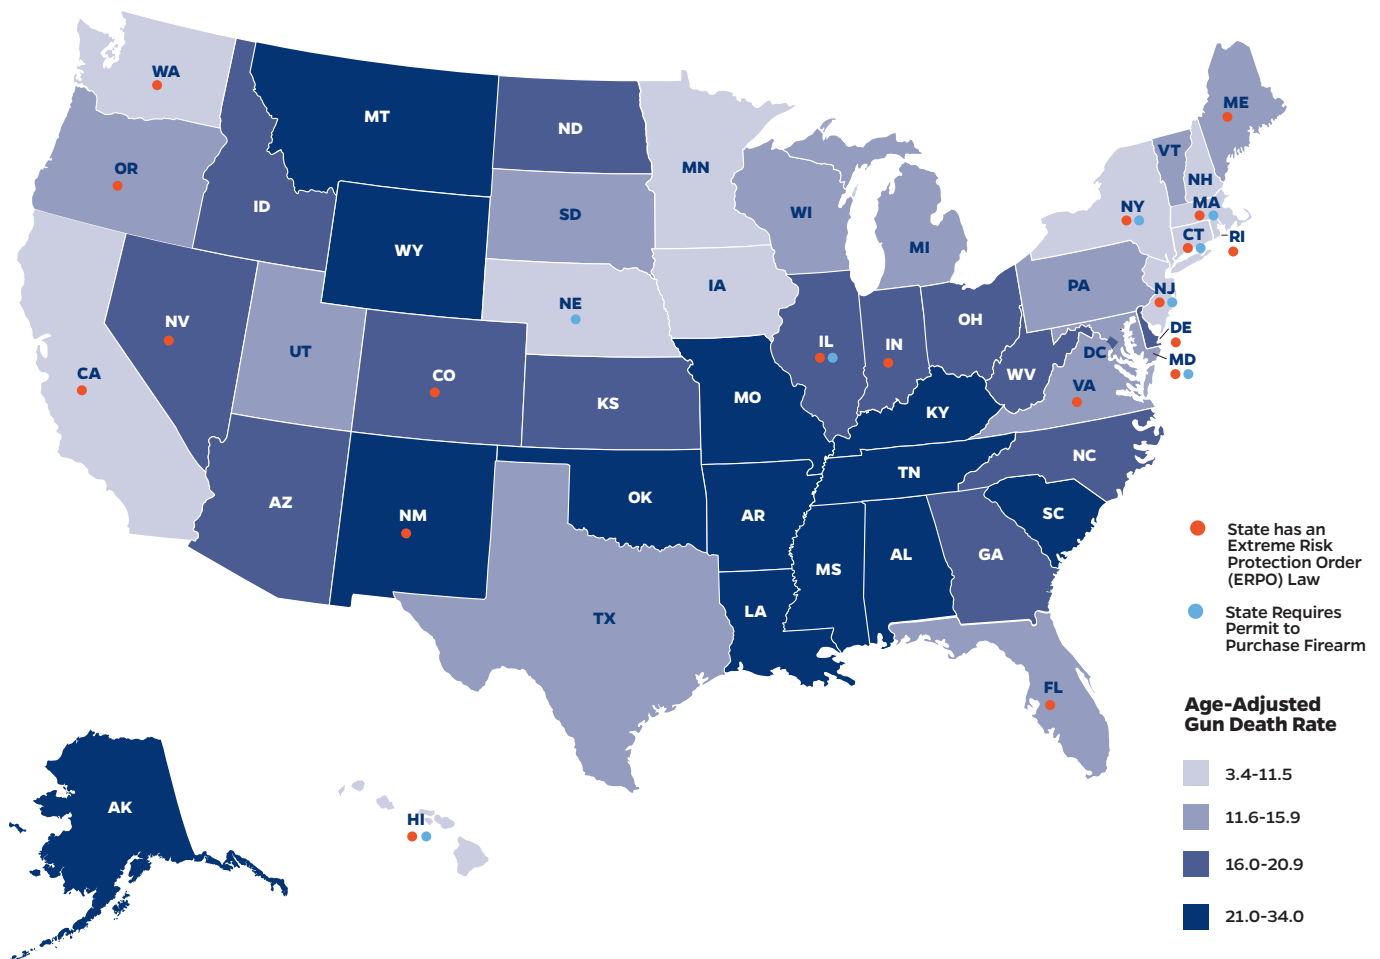 WA
MT
ND
MN
ME
VT
OR
ID
SD
WI
NH
MA
NY
WY
MI
CT
RI
IA
PA
NE
NJ
NV
OH
DE
UT
IL
IN
DC
MD
CA
CO
WV
VA
MO
KS
KY
NC
TN
AZ
OK
NM
AR
SC
MS
AL
GA
LA
TX
FL
AK
HI
State has an
Extreme Risk
Protection Order
(ERPO) Law
State Requires
Permit to
Purchase Firearm
Age-Adjusted
Gun Death Rate
3.4-11.5
11.6-15.9
16.0-20.9
21.0-34.0